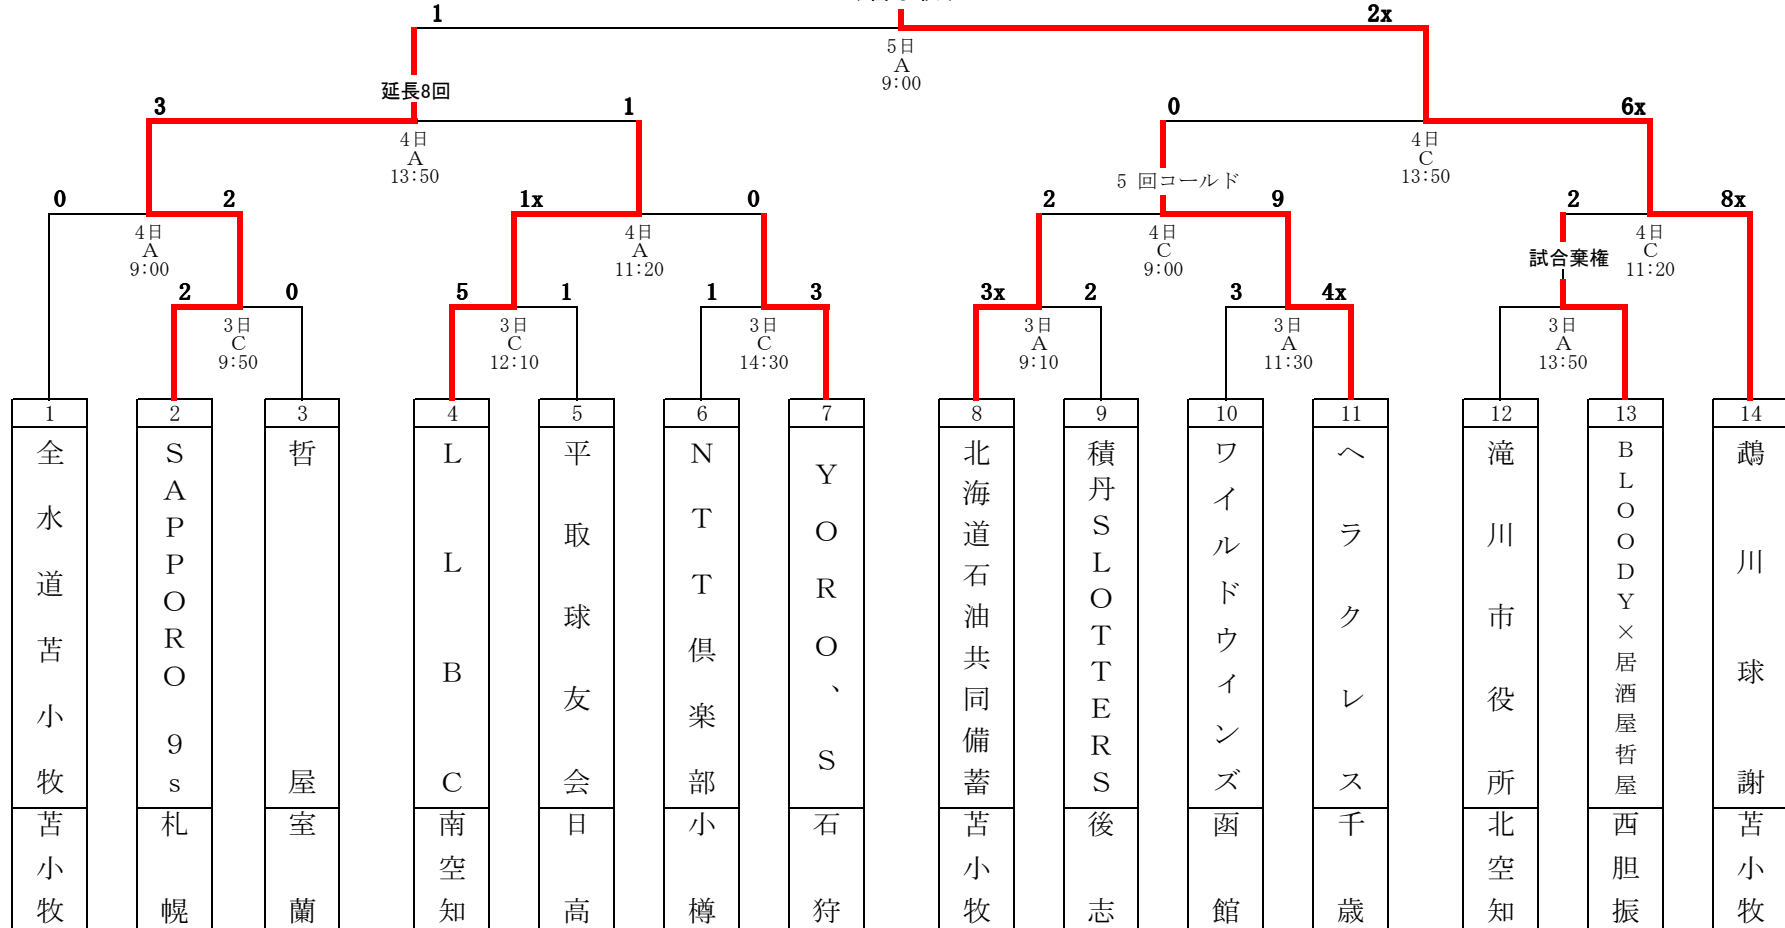 1
2x
5日
A
9:00
延長8回
3
1
0
6x
4日
A
13:50
4日
C
13:50
5 回コールド
0
2
1x
0
2
9
2
8x
4日
A
9:00
4日
A
11:20
4日
C
9:00
試合棄権
4日
C
11:20
2
0
5
1
1
3
3x
2
3
4x
3日
C
9:50
3日
C
12:10
3日
C
14:30
3日
A
9:10
3日
A
11:30
3日
A
13:50
1
全水道苫小牧
苫小牧
2
SAPPORO 9s
札幌
3
哲屋
室蘭
4
LLBC
南空知
5
平取球友会
日高
6
NTT倶楽部
小樽
7
YORO、S
石狩
8
北海道石油共同備蓄
苫小牧
9
積丹SLOTTERS
後志
10
ワイルドウィンズ
函館
11
ヘラクレス
千歳
12
滝川市役所
北空知
13
BLOODY×居酒屋哲屋
西胆振
14
鵡川球謝
苫小牧